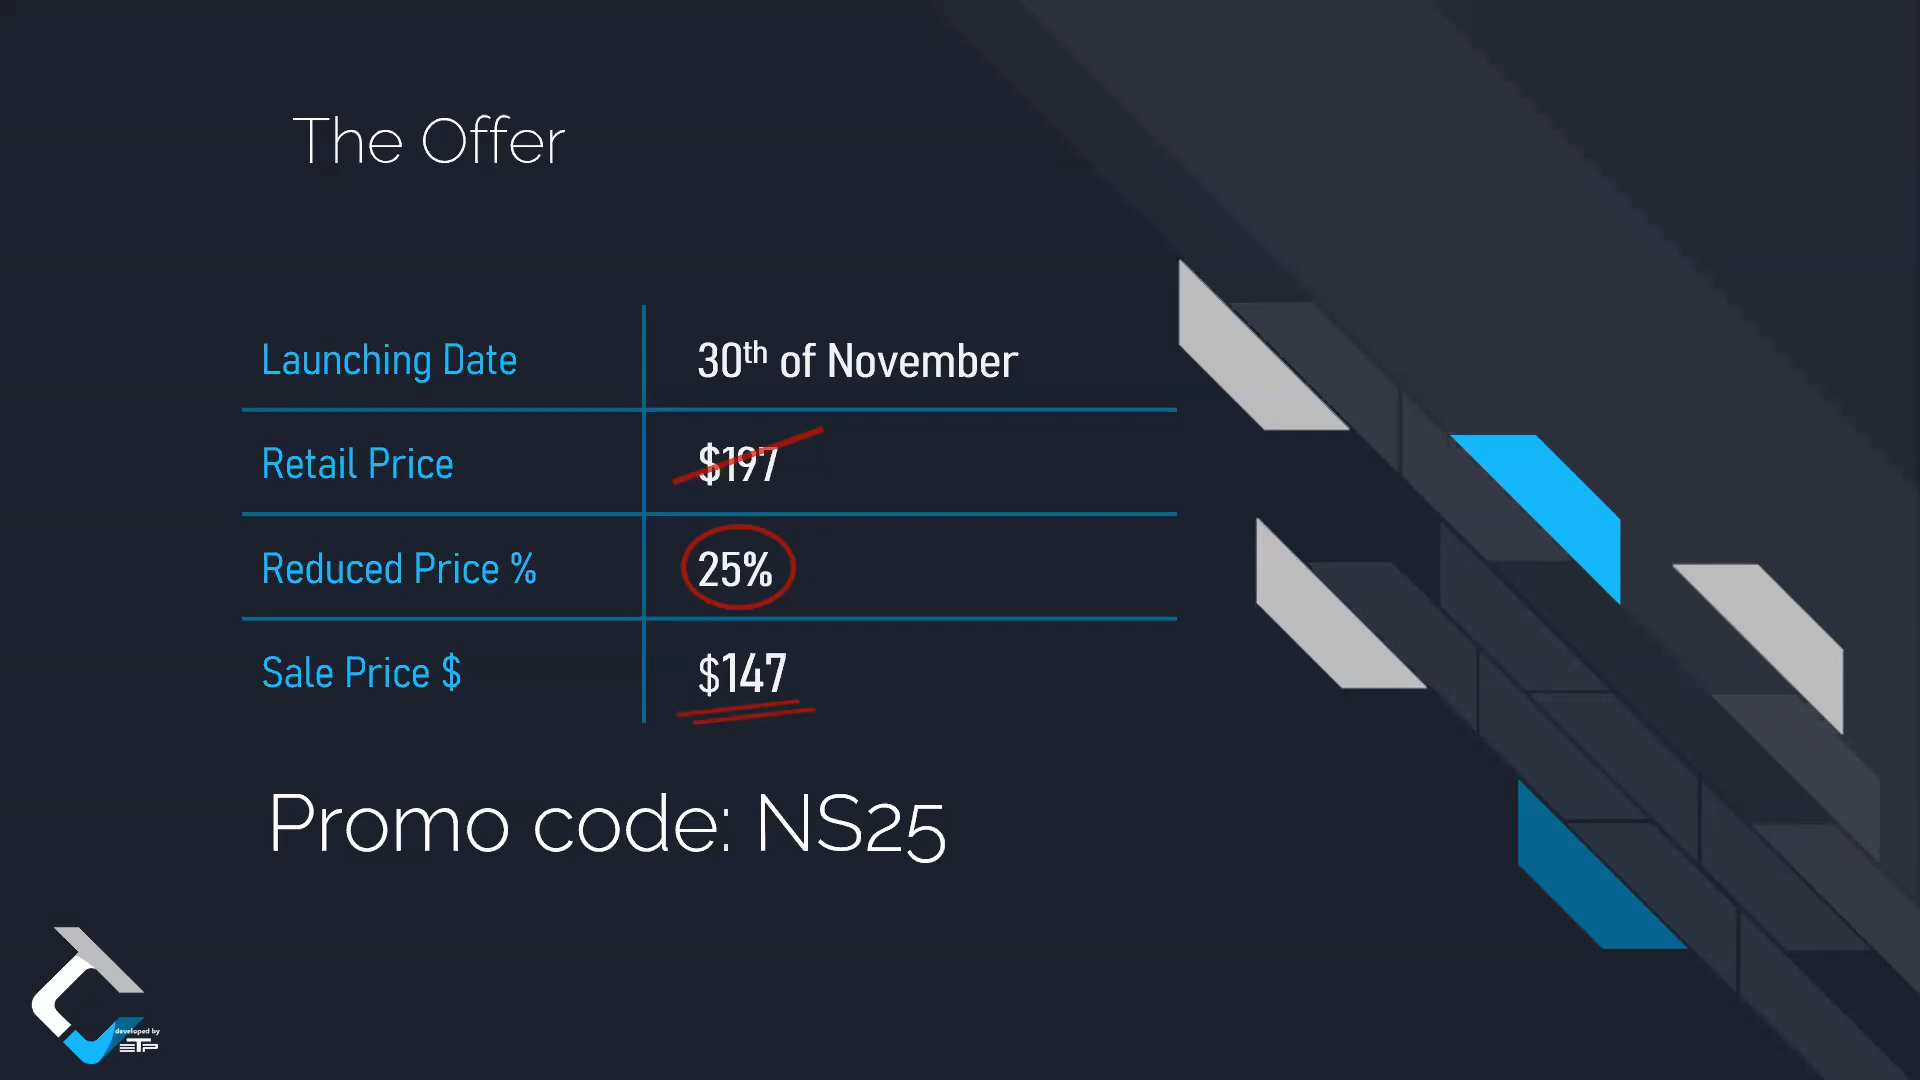 The Offer
Launching Date 30th of November
Retail Price $197
Reduced Price % 25%
Sale Price $ $147
Promo code: NS25
developed by
ETP